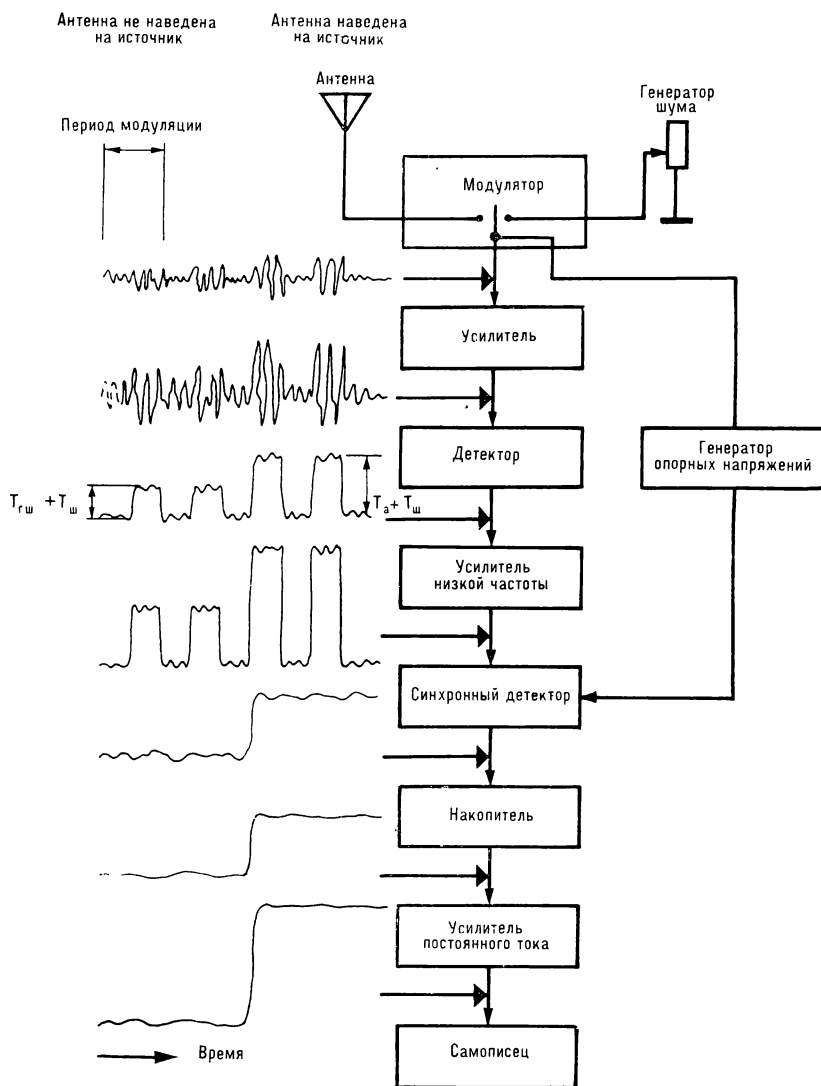 Антенна не наведена
на источник
Антенна наведена
на источник
Антенна
Генератор
шума
Период модуляции
Модулятор
Усилитель
Детектор
Генератор
опорных напряжений
Tгш + Tш
Tа + Tш
Усилитель
низкой частоты
Синхронный детектор
Накопитель
Усилитель
постоянного тока
Время
Самописец